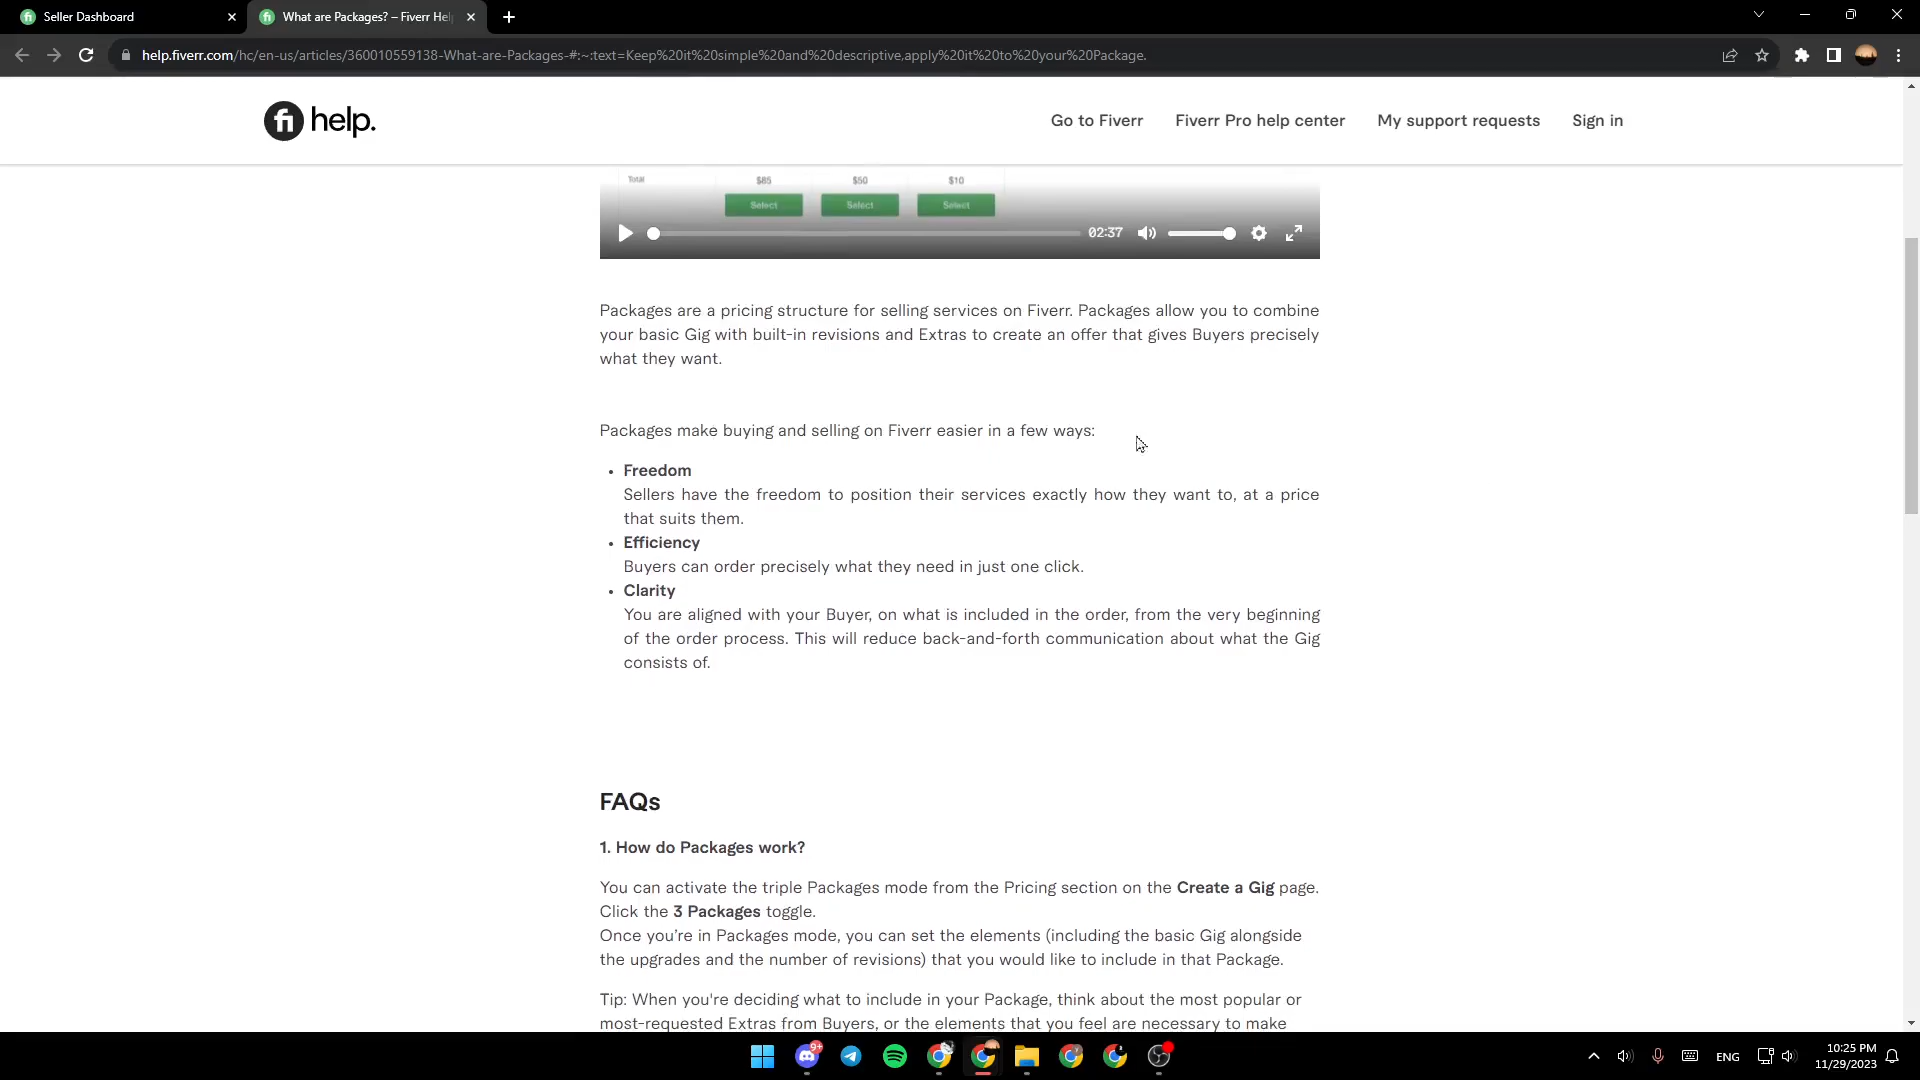 Seller Dashboard
What are Packages? – Fiverr Hel
help.fiverr.com/hc/en-us/articles/360010559138-What-are-Packages-#:~:text=Keep%20it%20simple%20and%20descriptive,apply%20it%20to%20your%20Package.
fi help.
Go to Fiverr
Fiverr Pro help center
My support requests
Sign in
Total $85 $50 $10
Select Select Select
02:37
Packages are a pricing structure for selling services on Fiverr. Packages allow you to combine
your basic Gig with built-in revisions and Extras to create an offer that gives Buyers precisely
what they want.
Packages make buying and selling on Fiverr easier in a few ways:
• Freedom
Sellers have the freedom to position their services exactly how they want to, at a price
that suits them.
• Efficiency
Buyers can order precisely what they need in just one click.
• Clarity
You are aligned with your Buyer, on what is included in the order, from the very beginning
of the order process. This will reduce back-and-forth communication about what the Gig
consists of.
FAQs
1. How do Packages work?
You can activate the triple Packages mode from the Pricing section on the Create a Gig page.
Click the 3 Packages toggle.
Once you're in Packages mode, you can set the elements (including the basic Gig alongside
the upgrades and the number of revisions) that you would like to include in that Package.
Tip: When you're deciding what to include in your Package, think about the most popular or
most-requested Extras from Buyers, or the elements that you feel are necessary to make
9+
ENG
10:25 PM
11/29/2023